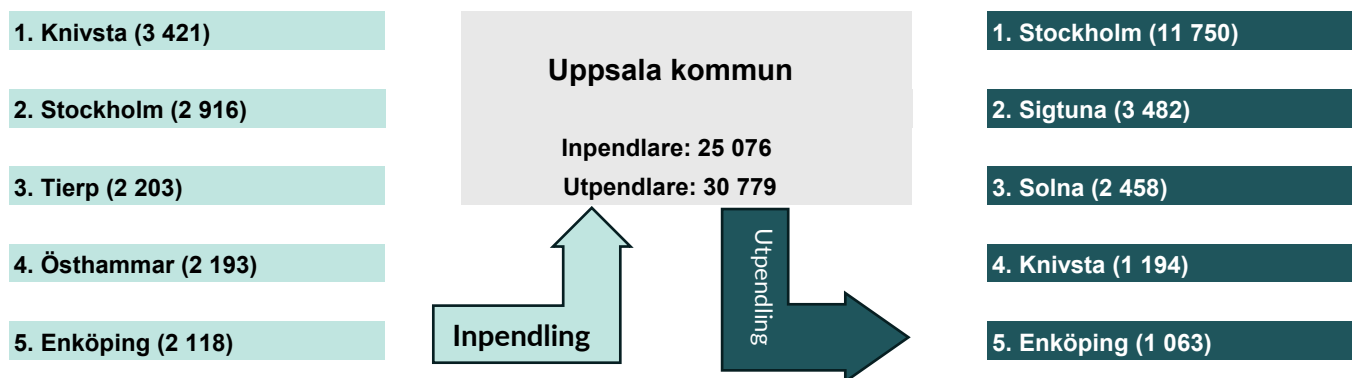 1. Knivsta (3 421)
2. Stockholm (2 916)
3. Tierp (2 203)
4. Östhammar (2 193)
5. Enköping (2 118)
Uppsala kommun
Inpendlare: 25 076
Utpendlare: 30 779
Inpendling
Utpendling
1. Stockholm (11 750)
2. Sigtuna (3 482)
3. Solna (2 458)
4. Knivsta (1 194)
5. Enköping (1 063)